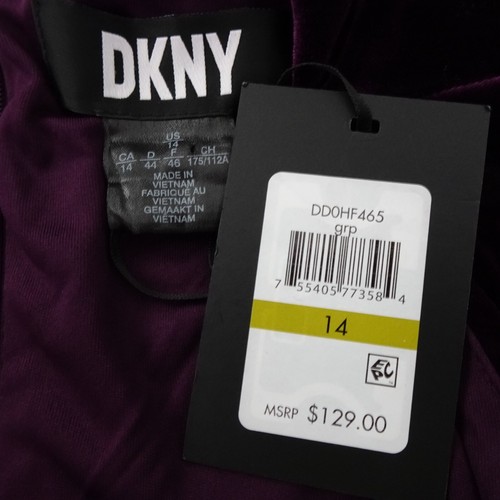 DKNY
US
14
CA D F CH
14 44 46 175/112A
MADE IN
VIETNAM
FABRIQUÉ AU
VIETNAM
GEMAAKT IN
VIETNAM
DD0HF465
grp
7 55405 77358 4
14
MSRP $129.00